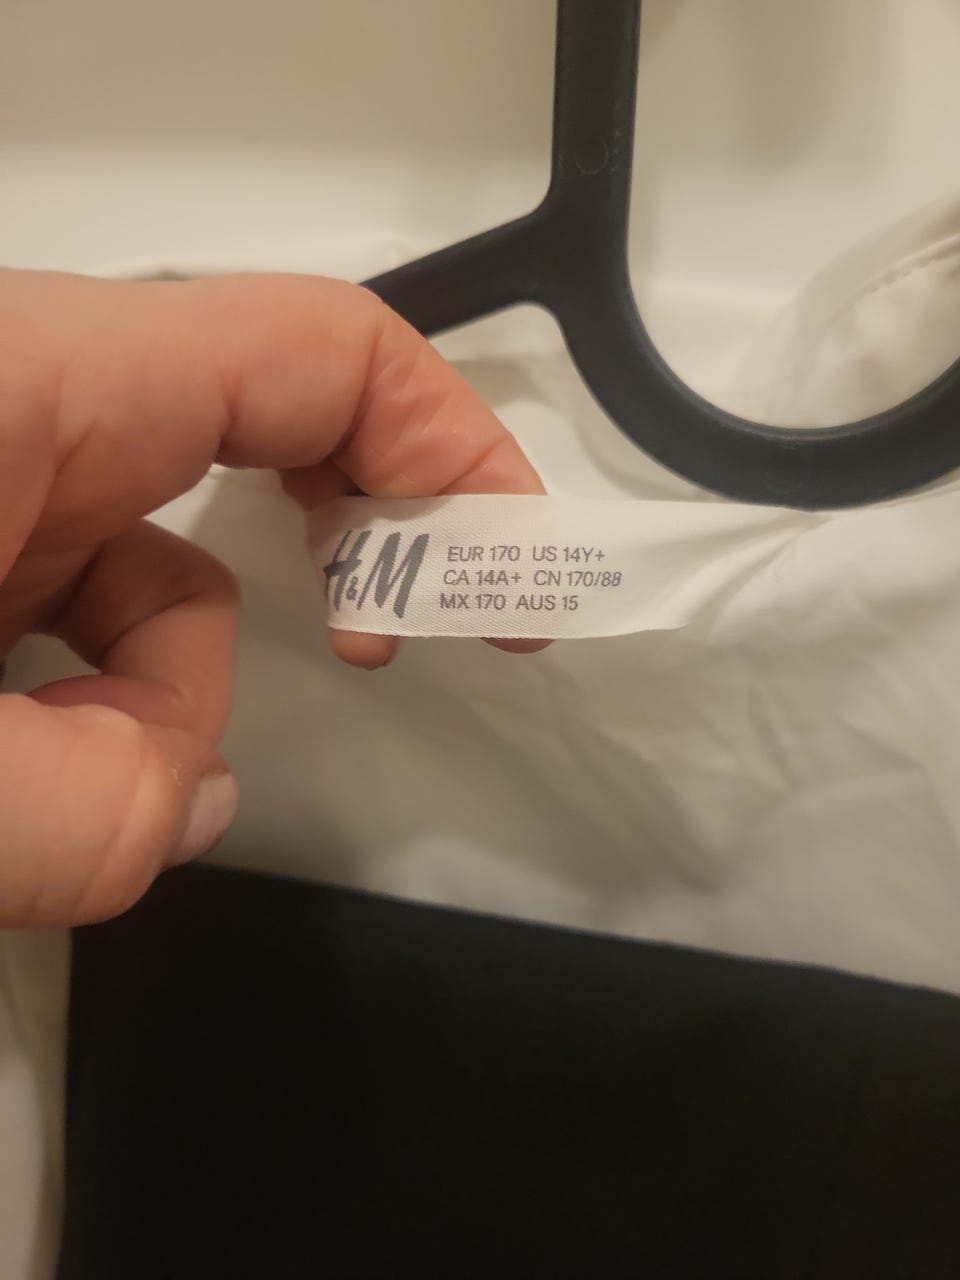 H&M
EUR 170 US 14Y+
CA 14A+ CN 170/88
MX 170 AUS 15